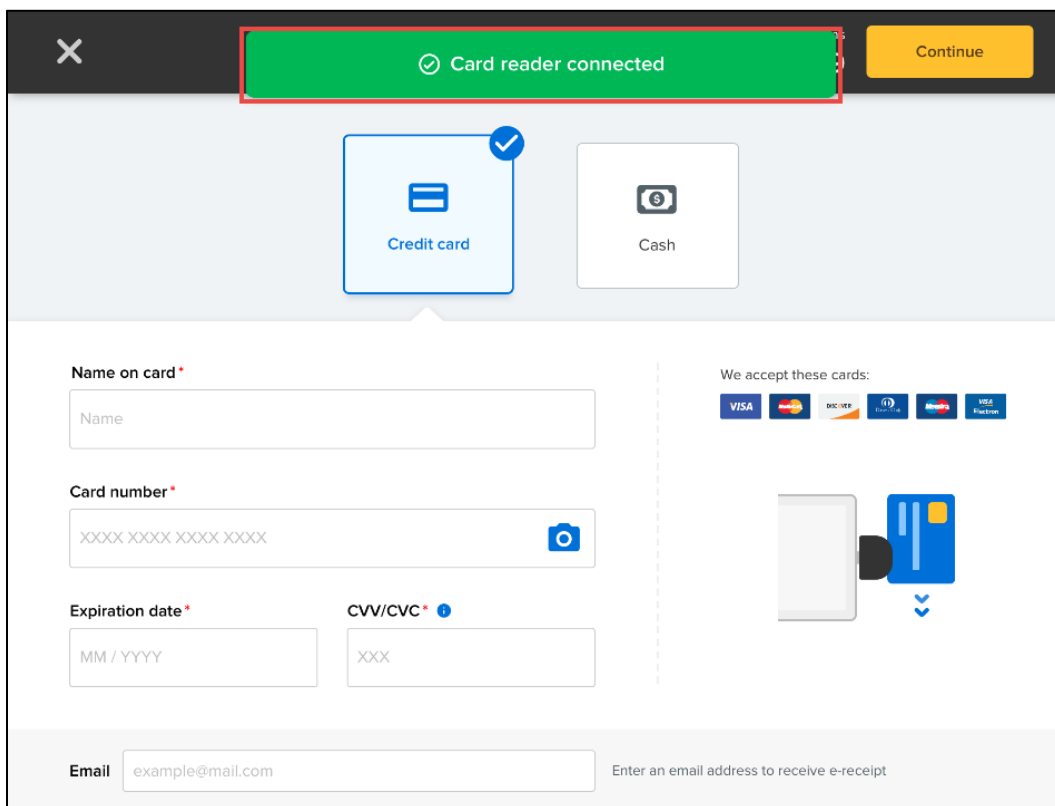 Card reader connected
Continue
Credit card
Cash
Name on card*
Name
We accept these cards:
VISA
DISCOVER
VISA
Electron
Card number*
XXXX XXXX XXXX XXXX
Expiration date*
CVV/CVC*
MM / YYYY
XXX
Email
example@mail.com
Enter an email address to receive e-receipt